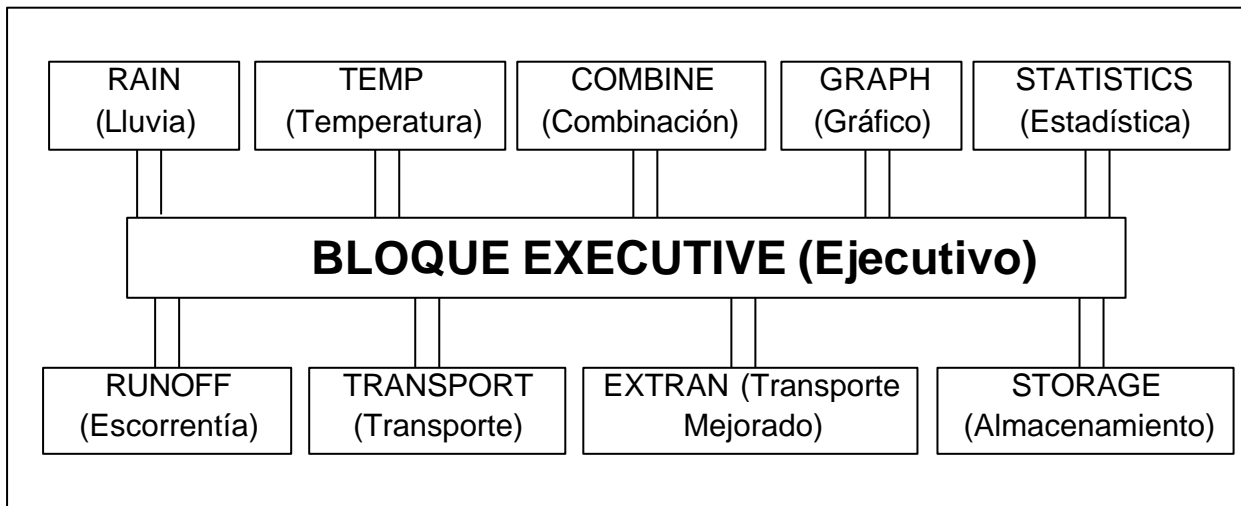 RAIN
(Lluvia)
TEMP
(Temperatura)
COMBINE
(Combinación)
GRAPH
(Gráfico)
STATISTICS
(Estadística)
BLOQUE EXECUTIVE (Ejecutivo)
RUNOFF
(Escorrentía)
TRANSPORT
(Transporte)
EXTRAN (Transporte
Mejorado)
STORAGE
(Almacenamiento)